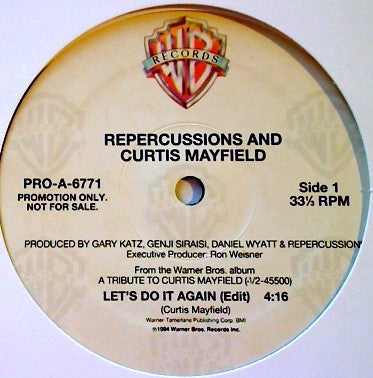 RECORDS
WB
REPERCUSSIONS AND
CURTIS MAYFIELD
PRO-A-6771
PROMOTION ONLY.
NOT FOR SALE.
Side 1
33⅓ RPM
PRODUCED BY GARY KATZ, GENJI SIRAISI, DANIEL WYATT & REPERCUSSION
Executive Producer: Ron Weisner
From the Warner Bros. album
A TRIBUTE TO CURTIS MAYFIELD (-1/2-45500)
LET'S DO IT AGAIN (Edit) 4:16
(Curtis Mayfield)
Warner-Tamerlane Publishing Corp. BMI
℗1994 Warner Bros. Records Inc.